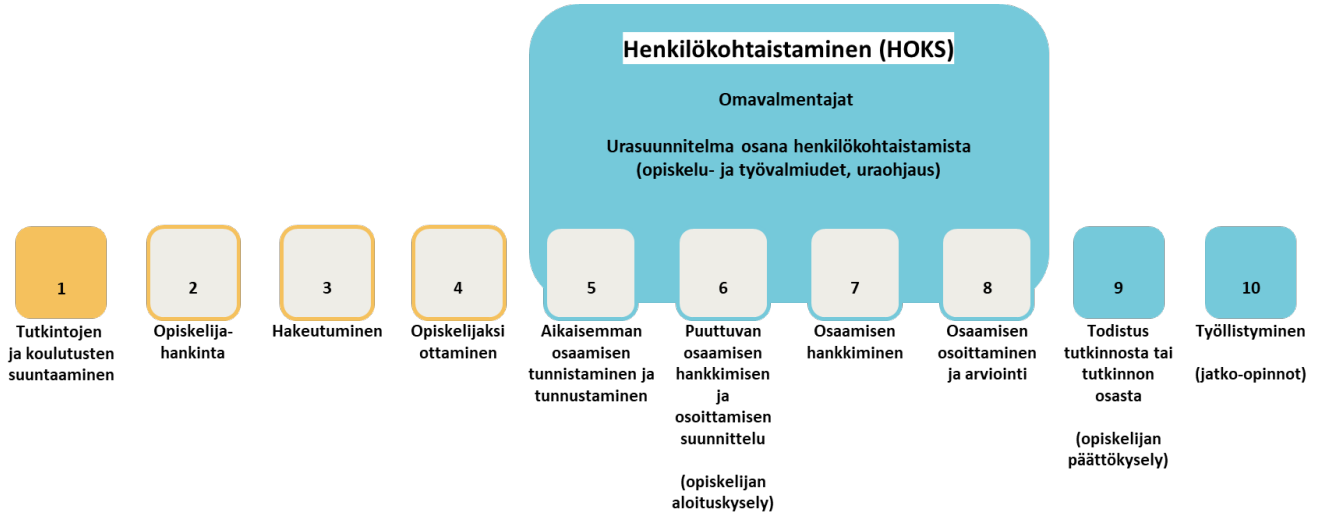 Henkilökohtaistaminen (HOKS)
Omavalmentajat
Urasuunnitelma osana henkilökohtaistamista
(opiskelu- ja työvalmiudet, uraohjaus)
1
Tutkintojen
ja koulutusten
suuntaaminen
2
Opiskelija-
hankinta
3
Hakeutuminen
4
Opiskelijaksi
ottaminen
5
Aikaisemman
osaamisen
tunnistaminen ja
tunnustaminen
6
Puuttuvan
osaamisen
hankkimisen
ja
osoittamisen
suunnittelu
(opiskelijan
aloituskysely)
7
Osaamisen
hankkiminen
8
Osaamisen
osoittaminen
ja arviointi
9
Todistus
tutkinnosta tai
tutkinnon
osasta
(opiskelijan
päättökysely)
10
Työllistyminen
(jatko-opinnot)